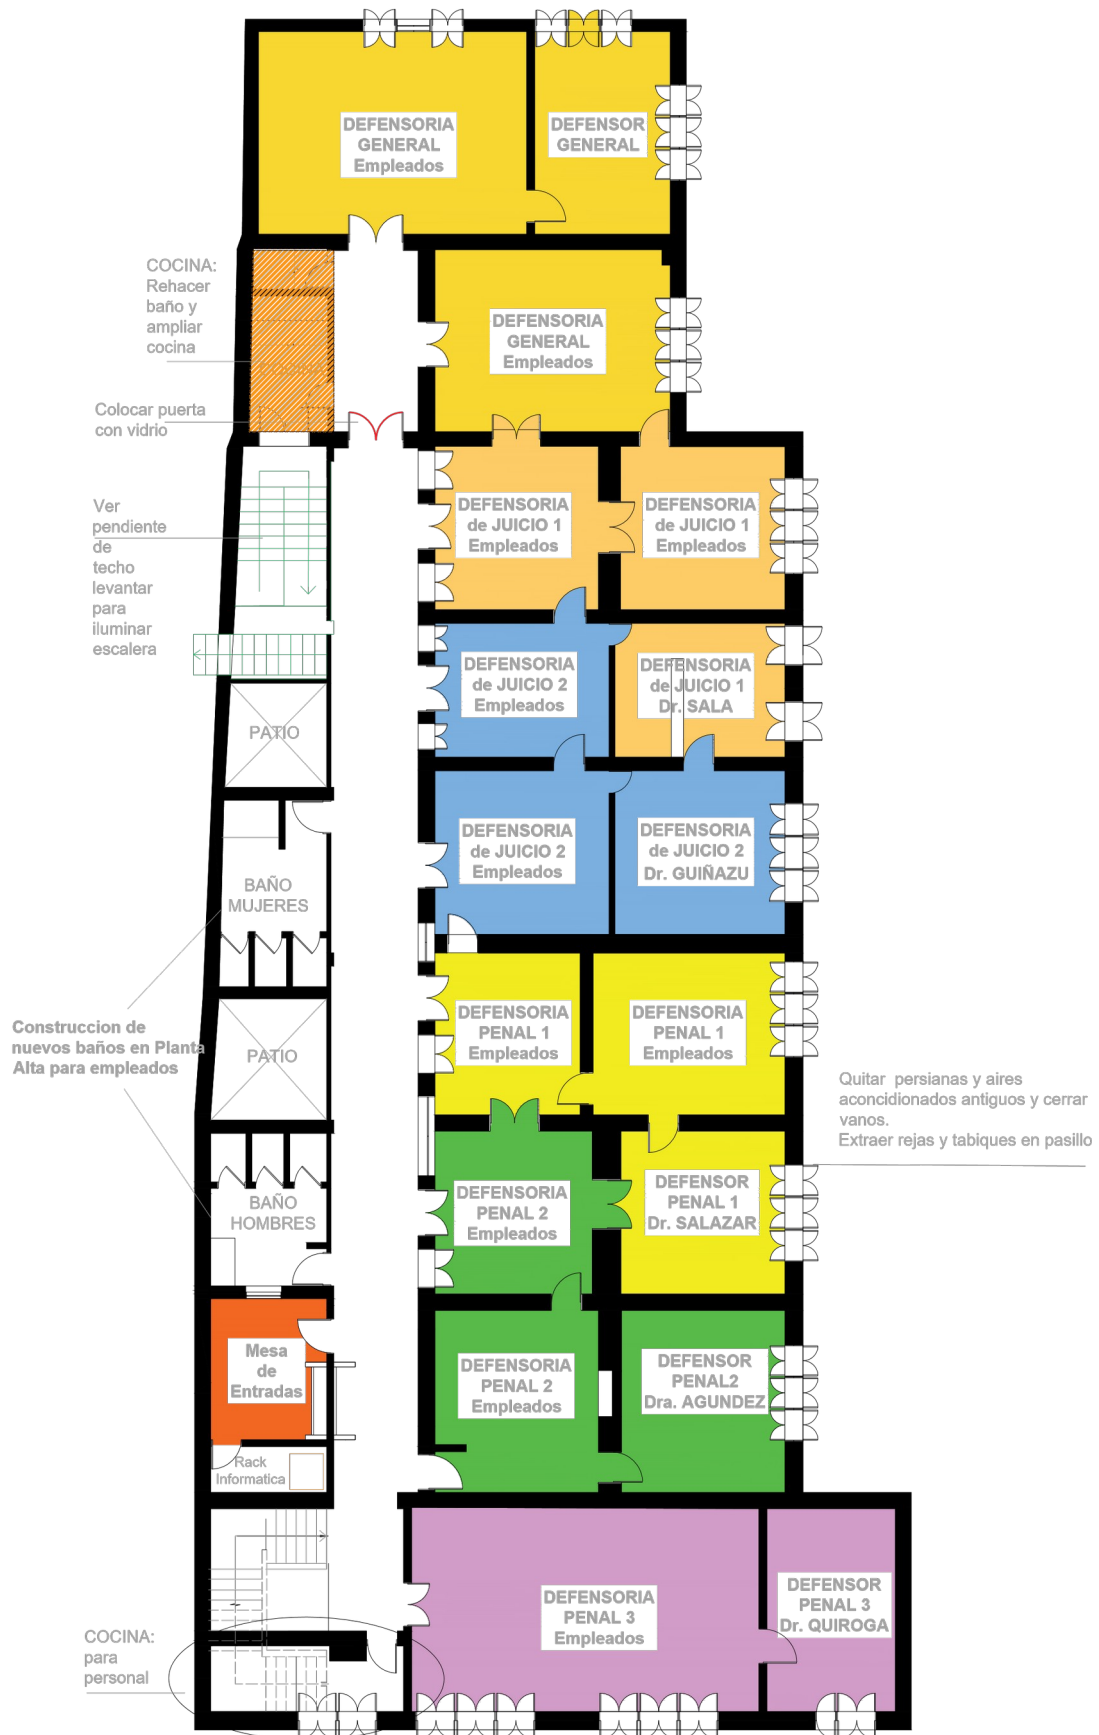 DEFENSORIA
GENERAL
Empleados
DEFENSOR
GENERAL
COCINA:
Rehacer
baño y
ampliar
cocina
COCINA
DEFENSORIA
GENERAL
Empleados
Colocar puerta
con vidrio
Ver
pendiente
de
techo
levantar
para
iluminar
escalera
DEFENSORIA
de JUICIO 1
Empleados
DEFENSORIA
de JUICIO 1
Empleados
DEFENSORIA
de JUICIO 2
Empleados
DEFENSORIA
de JUICIO 1
Dr. SALA
PATIO
DEFENSORIA
de JUICIO 2
Empleados
DEFENSORIA
de JUICIO 2
Dr. GUIÑAZU
BAÑO
MUJERES
Construccion de
nuevos baños en Planta
Alta para empleados
PATIO
DEFENSORIA
PENAL 1
Empleados
DEFENSORIA
PENAL 1
Empleados
Quitar persianas y aires
aconcidionados antiguos y cerrar
vanos.
Extraer rejas y tabiques en pasillo
BAÑO
HOMBRES
DEFENSORIA
PENAL 2
Empleados
DEFENSOR
PENAL 1
Dr. SALAZAR
Mesa
de
Entradas
DEFENSORIA
PENAL 2
Empleados
DEFENSOR
PENAL2
Dra. AGUNDEZ
Rack
Informatica
DEFENSORIA
PENAL 3
Empleados
DEFENSOR
PENAL 3
Dr. QUIROGA
COCINA:
para
personal